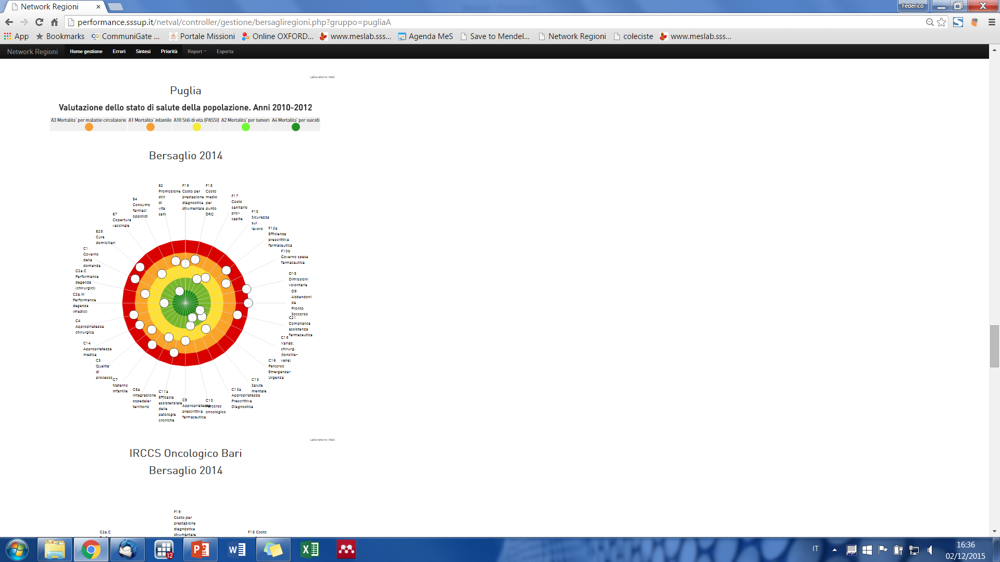 Network Regioni
Federico
performance.sssup.it/netval/controller/gestione/bersagliregioni.php?gruppo=pugliaA
App Bookmarks CommuniGate ... Portale Missioni Online OXFORD... www.meslab.sss... Agenda MeS Save to Mendel... Network Regioni coleciste www.meslab.sss...
Network Regioni Home gestione Errori Sintesi Priorità Report Esporta
Laboratorio MeS
Puglia
Valutazione dello stato di salute della popolazione. Anni 2010-2012
A3 Mortalita' per malattie circolatorie A1 Mortalita' infantile A10 Stili di vita (PASSI) A2 Mortalita' per tumori A4 Mortalita' per suicidi
Bersaglio 2014
F19
Costo per
prestazione
diagnostica
strumentale
F18
Costo
medio
per
punto
DRG
F17
Costo
sanitario
pro-
capite
F15
Sicurezza
sul
lavoro
F12a
Efficienza
prescrittiva
farmaceutica
F10b
Governo spesa
farmaceutica
D18
Dimissioni
volontarie
D9
Abbandoni
da
Pronto
Soccorso
C21
Compliance
assistenza
farmaceutica
C18
Variab.
chirurg.
(tonsille-
vene)
C16
Percorso
Emergenza-
Urgenza
C15
Salute
mentale
C13a
Appropriatezza
Prescrittiva
Diagnostica
C10
Percorso
oncologico
C9
Appropriatezza
prescrittiva
farmaceutica
C11a
Efficacia
assistenziale
delle
patologie
croniche
C8a
Integrazione
ospedale-
territorio
C7
Materno
Infantile
C5
Qualita'
di
processo
C14
Appropriatezza
medica
C4
Appropriatezza
chirurgica
C2a.M
Performance
degenza
(medici)
C2a.C
Performance
degenza
(chirurgici)
C1
Governo
della
domanda
B28
Cure
domiciliari
B7
Copertura
vaccinale
B4
Consumo
farmaci
oppioidi
B2
Promozione
stili
di
vita
sani
Laboratorio MeS
IRCCS Oncologico Bari
Bersaglio 2014
F19
Costo per
prestazione
diagnostica
strumentale
C2a.C
F18 Costo
12
IT
16:36
02/12/2015